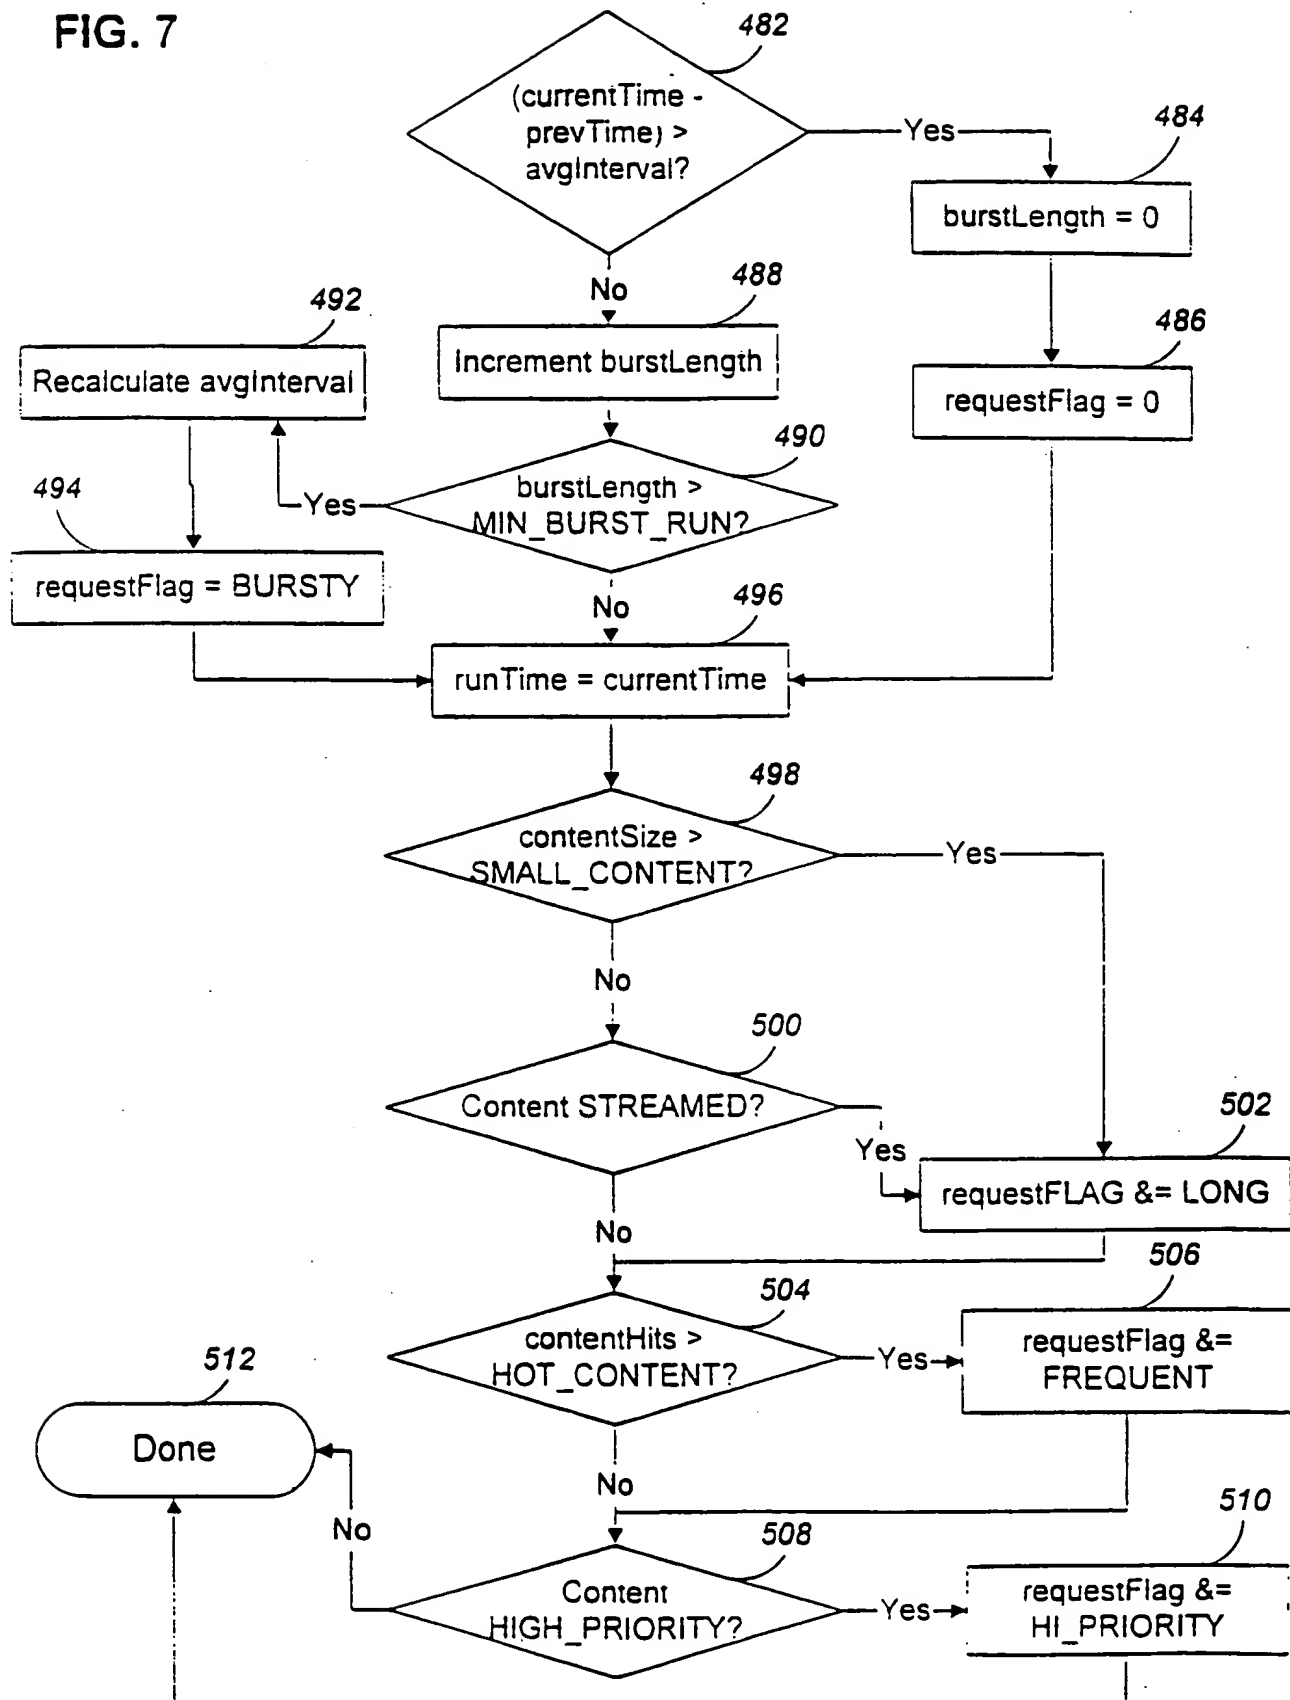 FIG. 7
482
(currentTime -
prevTime) >
avgInterval?
Yes
484
burstLength = 0
No
488
492
486
Recalculate avgInterval
Increment burstLength
requestFlag = 0
490
494
burstLength >
MIN_BURST_RUN?
Yes
requestFlag = BURSTY
No
496
runTime = currentTime
498
contentSize >
SMALL_CONTENT?
Yes
No
500
Content STREAMED?
Yes
502
requestFLAG &= LONG
No
506
504
contentHits >
HOT_CONTENT?
Yes
requestFlag &=
FREQUENT
512
Done
No
510
No
508
Content
HIGH_PRIORITY?
Yes
requestFlag &=
HI_PRIORITY